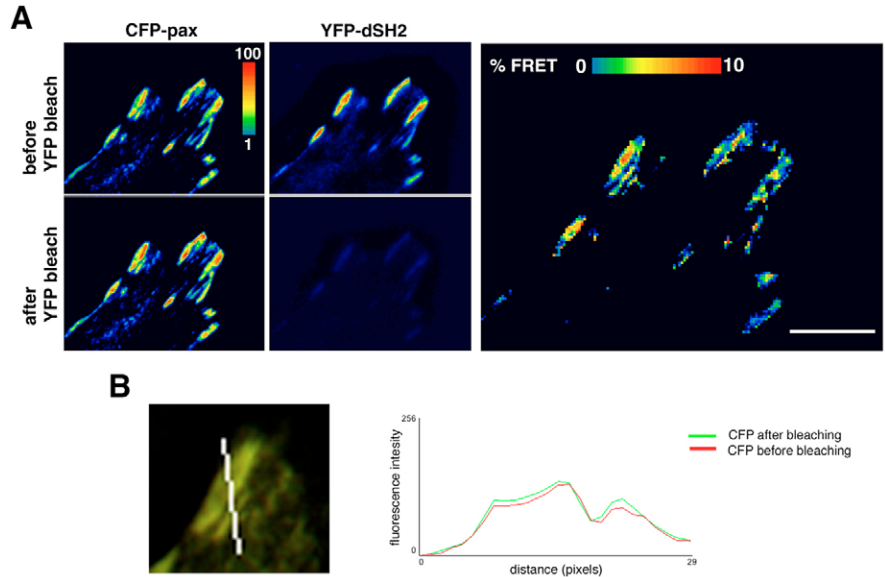 A
CFP-pax
YFP-dSH2
before
YFP bleach
100
1
% FRET 0 10
after
YFP bleach
B
256
fluorescence intesity
0
distance (pixels)
0
29
CFP after bleaching
CFP before bleaching